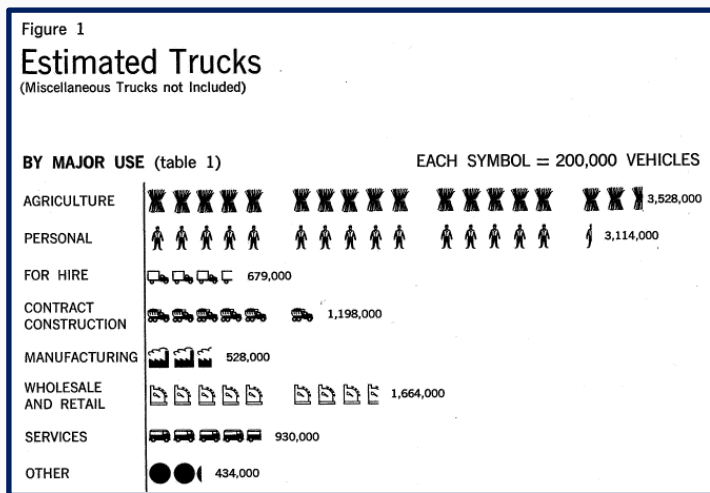 Figure 1
Estimated Trucks
(Miscellaneous Trucks not Included)
BY MAJOR USE (table 1) EACH SYMBOL = 200,000 VEHICLES
AGRICULTURE 3,528,000
PERSONAL 3,114,000
FOR HIRE 679,000
CONTRACT
CONSTRUCTION 1,198,000
MANUFACTURING 528,000
WHOLESALE
AND RETAIL 1,664,000
SERVICES 930,000
OTHER 434,000